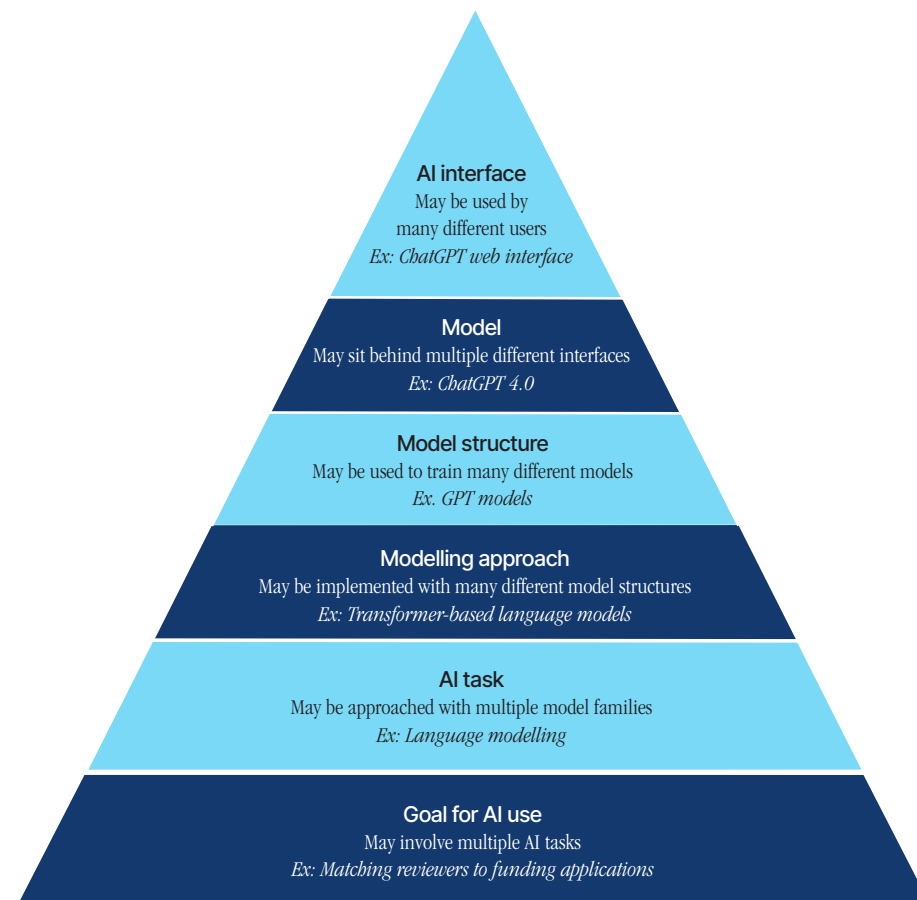 AI interface
May be used by
many different users
Ex: ChatGPT web interface
Model
May sit behind multiple different interfaces
Ex: ChatGPT 4.0
Model structure
May be used to train many different models
Ex. GPT models
Modelling approach
May be implemented with many different model structures
Ex: Transformer-based language models
AI task
May be approached with multiple model families
Ex: Language modelling
Goal for AI use
May involve multiple AI tasks
Ex: Matching reviewers to funding applications